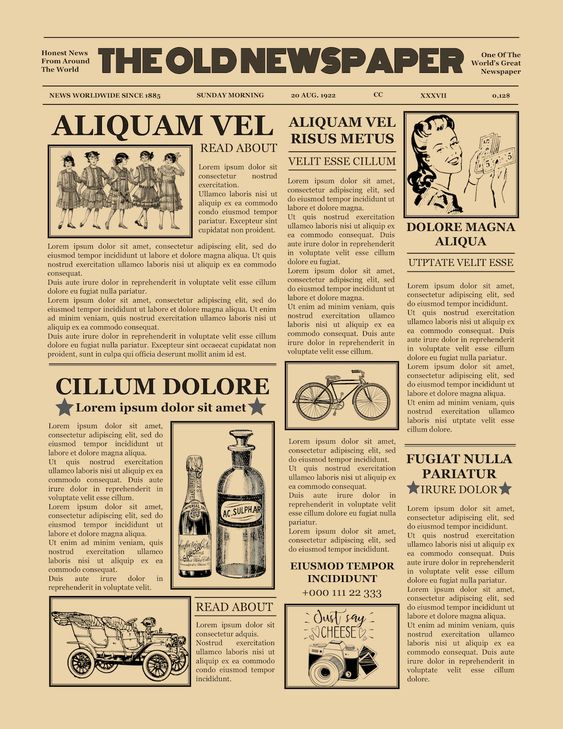 Honest News
From Around
The World
THE OLD NEWSPAPER
One Of The
World's Great
Newspaper
NEWS WORLDWIDE SINCE 1885
SUNDAY MORNING
20 AUG. 1922
CC
XXXVII
0,128
ALIQUAM VEL
READ ABOUT
Lorem ipsum dolor sit
consectetur nostrud
exercitation.
Ullamco laboris nisi ut
aliquip ex ea commodo
condo eiusmod tempor
pariatur. Excepteur sint
cupidatat non proident.
Lorem ipsum dolor sit amet, consectetur adipiscing elit, sed do
eiusmod tempor incididunt ut labore et dolore magna aliqua. Ut quis
nostrud exercitation ullamco laboris nisi ut aliquip ex ea commodo
consequat.
Duis aute irure dolor in reprehenderit in voluptate velit esse cillum
dolore eu fugiat nulla pariatur.
Lorem ipsum dolor sit amet, consectetur adipiscing elit, sed do
eiusmod tempor incididunt ut labore et dolore magna aliqua. Ut enim
ad minim veniam, quis nostrud exercitation ullamco laboris nisi ut
aliquip ex ea commodo consequat.
Duis aute irure dolor in reprehenderit in voluptate velit esse cillum
dolore eu fugiat nulla pariatur. Excepteur sint occaecat cupidatat non
proident, sunt in culpa qui officia deserunt mollit anim id est.
CILLUM DOLORE
Lorem ipsum dolor sit amet
Lorem ipsum dolor sit amet,
consectetur adipiscing elit, sed do
eiusmod tempor incididunt ut
labore et dolore magna aliqua.
Ut quis nostrud exercitation
ullamco laboris nisi ut aliquip ex
ea commodo consequat. Duis aute
irure dolor in reprehenderit in
voluptate velit esse cillum.
Lorem ipsum dolor sit amet,
consectetur adipiscing elit, sed do
eiusmod tempor incididunt ut
labore et dolore magna aliqua.
Ut enim ad minim veniam, quis
nostrud exercitation ullamco
laboris nisi ut aliquip ex ea
commodo consequat.
Duis aute irure dolor in
reprehenderit in voluptate velit.
AC.SULPHAR
READ ABOUT
Lorem ipsum dolor sit
consectetur adquis.
Nostrud exercitation
ullamco laboris nisi ut
aliquip ex ea commodo
condo eiusmod tempor
incididunt.
ALIQUAM VEL
RISUS METUS
VELIT ESSE CILLUM
Lorem ipsum dolor sit amet,
consectetur adipiscing elit, sed
do eiusmod tempor incididunt ut
labore et dolore magna.
Ut quis nostrud exercitation
ullamco laboris nisi ut aliquip ex
ea commodo consequat. Duis
aute irure dolor in reprehenderit
in voluptate velit esse cillum
dolore eu fugiat.
Lorem ipsum dolor sit amet,
consectetur adipiscing elit, sed
do eiusmod tempor incididunt ut
labore et dolore magna.
Ut enim ad minim veniam, quis
nostrud exercitation ullamco
laboris nisi ut aliquip ex ea
commodo consequat. Duis aute
irure dolor in reprehenderit in
voluptate velit esse cillum.
Lorem ipsum dolor sit amet,
consectetur adipiscing elit, sed do
eiusmod tempor incididunt.
Ut quis nostrud exercitation
ullamco laboris nisi ut aliquip ex
ea commodo consequat.
Duis aute irure dolor in
reprehenderit in voluptate velit
esse cillum dolore eu fugiat nulla
pariatur.
Lorem ipsum dolor sit amet,
consectetur adipiscing elit, sed do
eiusmod tempor incididunt.
EIUSMOD TEMPOR
INCIDIDUNT
+000 111 22 333
Just say
CHEESE
DOLORE MAGNA
ALIQUA
UTPTATE VELIT ESSE
Lorem ipsum dolor sit amet,
consectetur adipiscing elit, sed
do eiusmod tempor incididunt.
Ut quis nostrud exercitation
ullamco laboris nisi ut aliquip ex
ea commodo consequat. Duis
aute irure dolor in reprehenderit
in voluptate velit esse cillum
dolore eu fugiat nulla pariatur.
Lorem ipsum dolor sit amet,
consectetur adipiscing elit, sed
do eiusmod tempor incididunt ut
labore et dolore magna aliqua.
Ut enim ad minim veniam, quis
nostrud exercitation ullamco
laboris nisi utptate velit esse
cillum dolore.
FUGIAT NULLA
PARIATUR
IRURE DOLOR
Lorem ipsum dolor sit amet,
consectetur adipiscing elit, sed
do eiusmod tempor incididunt.
Ut quis nostrud exercitation
ullamco laboris nisi ut aliquip ex
ea commodo consequat. Duis
aute irure dolor in reprehenderit
in voluptate velit esse cillum
dolore eu fugiat nulla pariatur.
Lorem ipsum dolor sit amet,
consectetur adipiscing elit, sed
do eiusmod tempor incididunt ut
labore et dolore magna aliqua.
Ut enim ad minim veniam, quis
nostrud exercitation ullamco
laboris nisi ut aliquip ex ea
commodo consequat. Duis aute
irure dolor in reprehenderit in
voluptate velit esse cillum dolore.
eu fugiat nulla pariatur. Ut enim
ad minim veniam, quis nostrud
exercitation ullamco laboris nisi
ut enim ad minim veniam, quis
dolore.